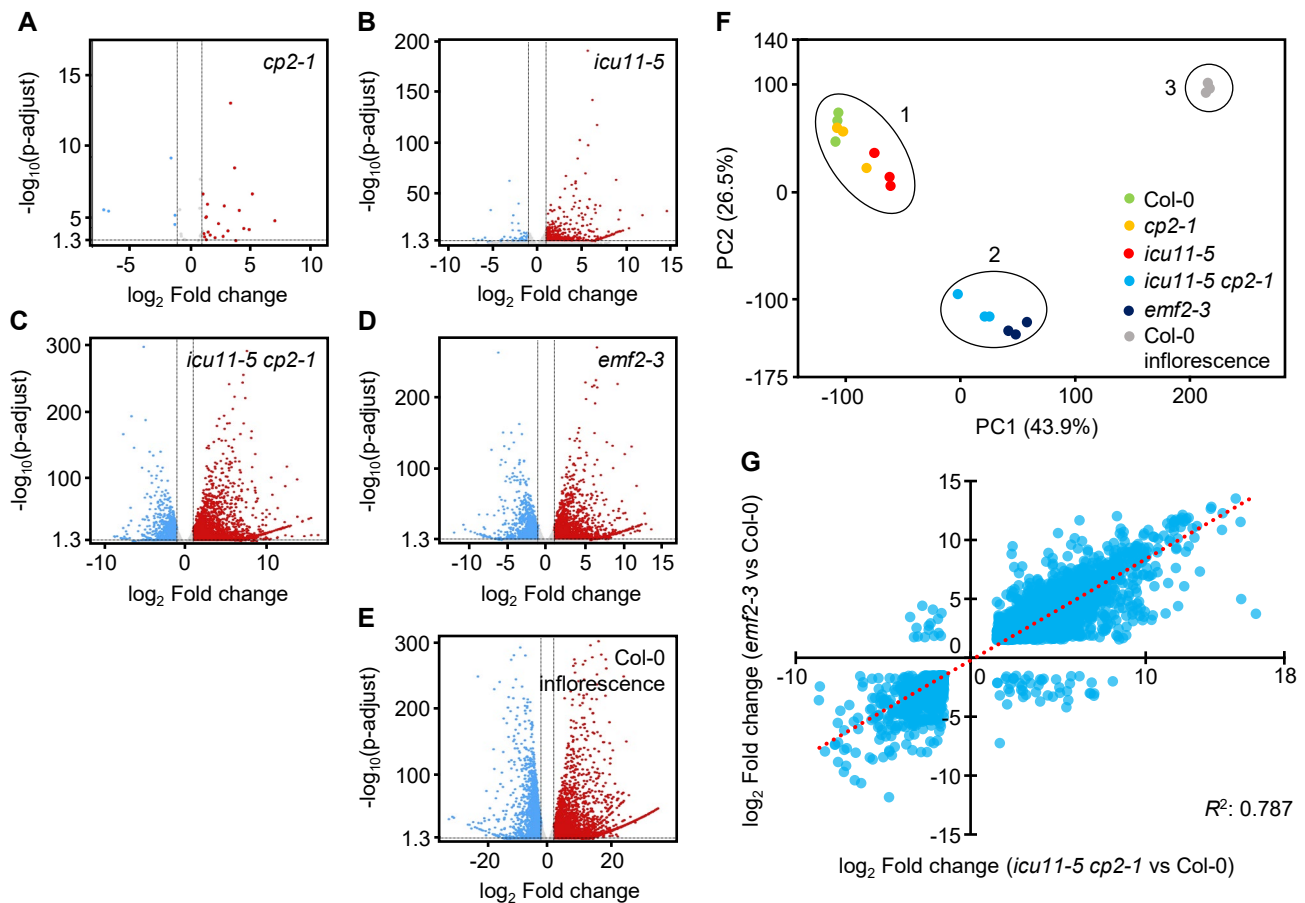 A
cp2-1
-log10(p-adjust)
15
10
5
1.3
-5
0
5
10
log2 Fold change
B
icu11-5
-log10(p-adjust)
200
150
100
50
1.3
-10
-5
0
5
10
15
log2 Fold change
C
icu11-5 cp2-1
-log10(p-adjust)
300
200
100
1.3
-10
0
10
log2 Fold change
D
emf2-3
-log10(p-adjust)
200
100
1.3
-10
-5
0
5
10
15
log2 Fold change
E
Col-0
inflorescence
-log10(p-adjust)
300
200
100
1.3
-20
0
20
log2 Fold change
F
140
100
0
-100
-175
PC2 (26.5%)
1
2
3
Col-0
cp2-1
icu11-5
icu11-5 cp2-1
emf2-3
Col-0
inflorescence
-100
0
100
200
PC1 (43.9%)
G
log2 Fold change (emf2-3 vs Col-0)
15
10
5
0
-5
-10
-15
-10
0
10
18
R2: 0.787
log2 Fold change (icu11-5 cp2-1 vs Col-0)